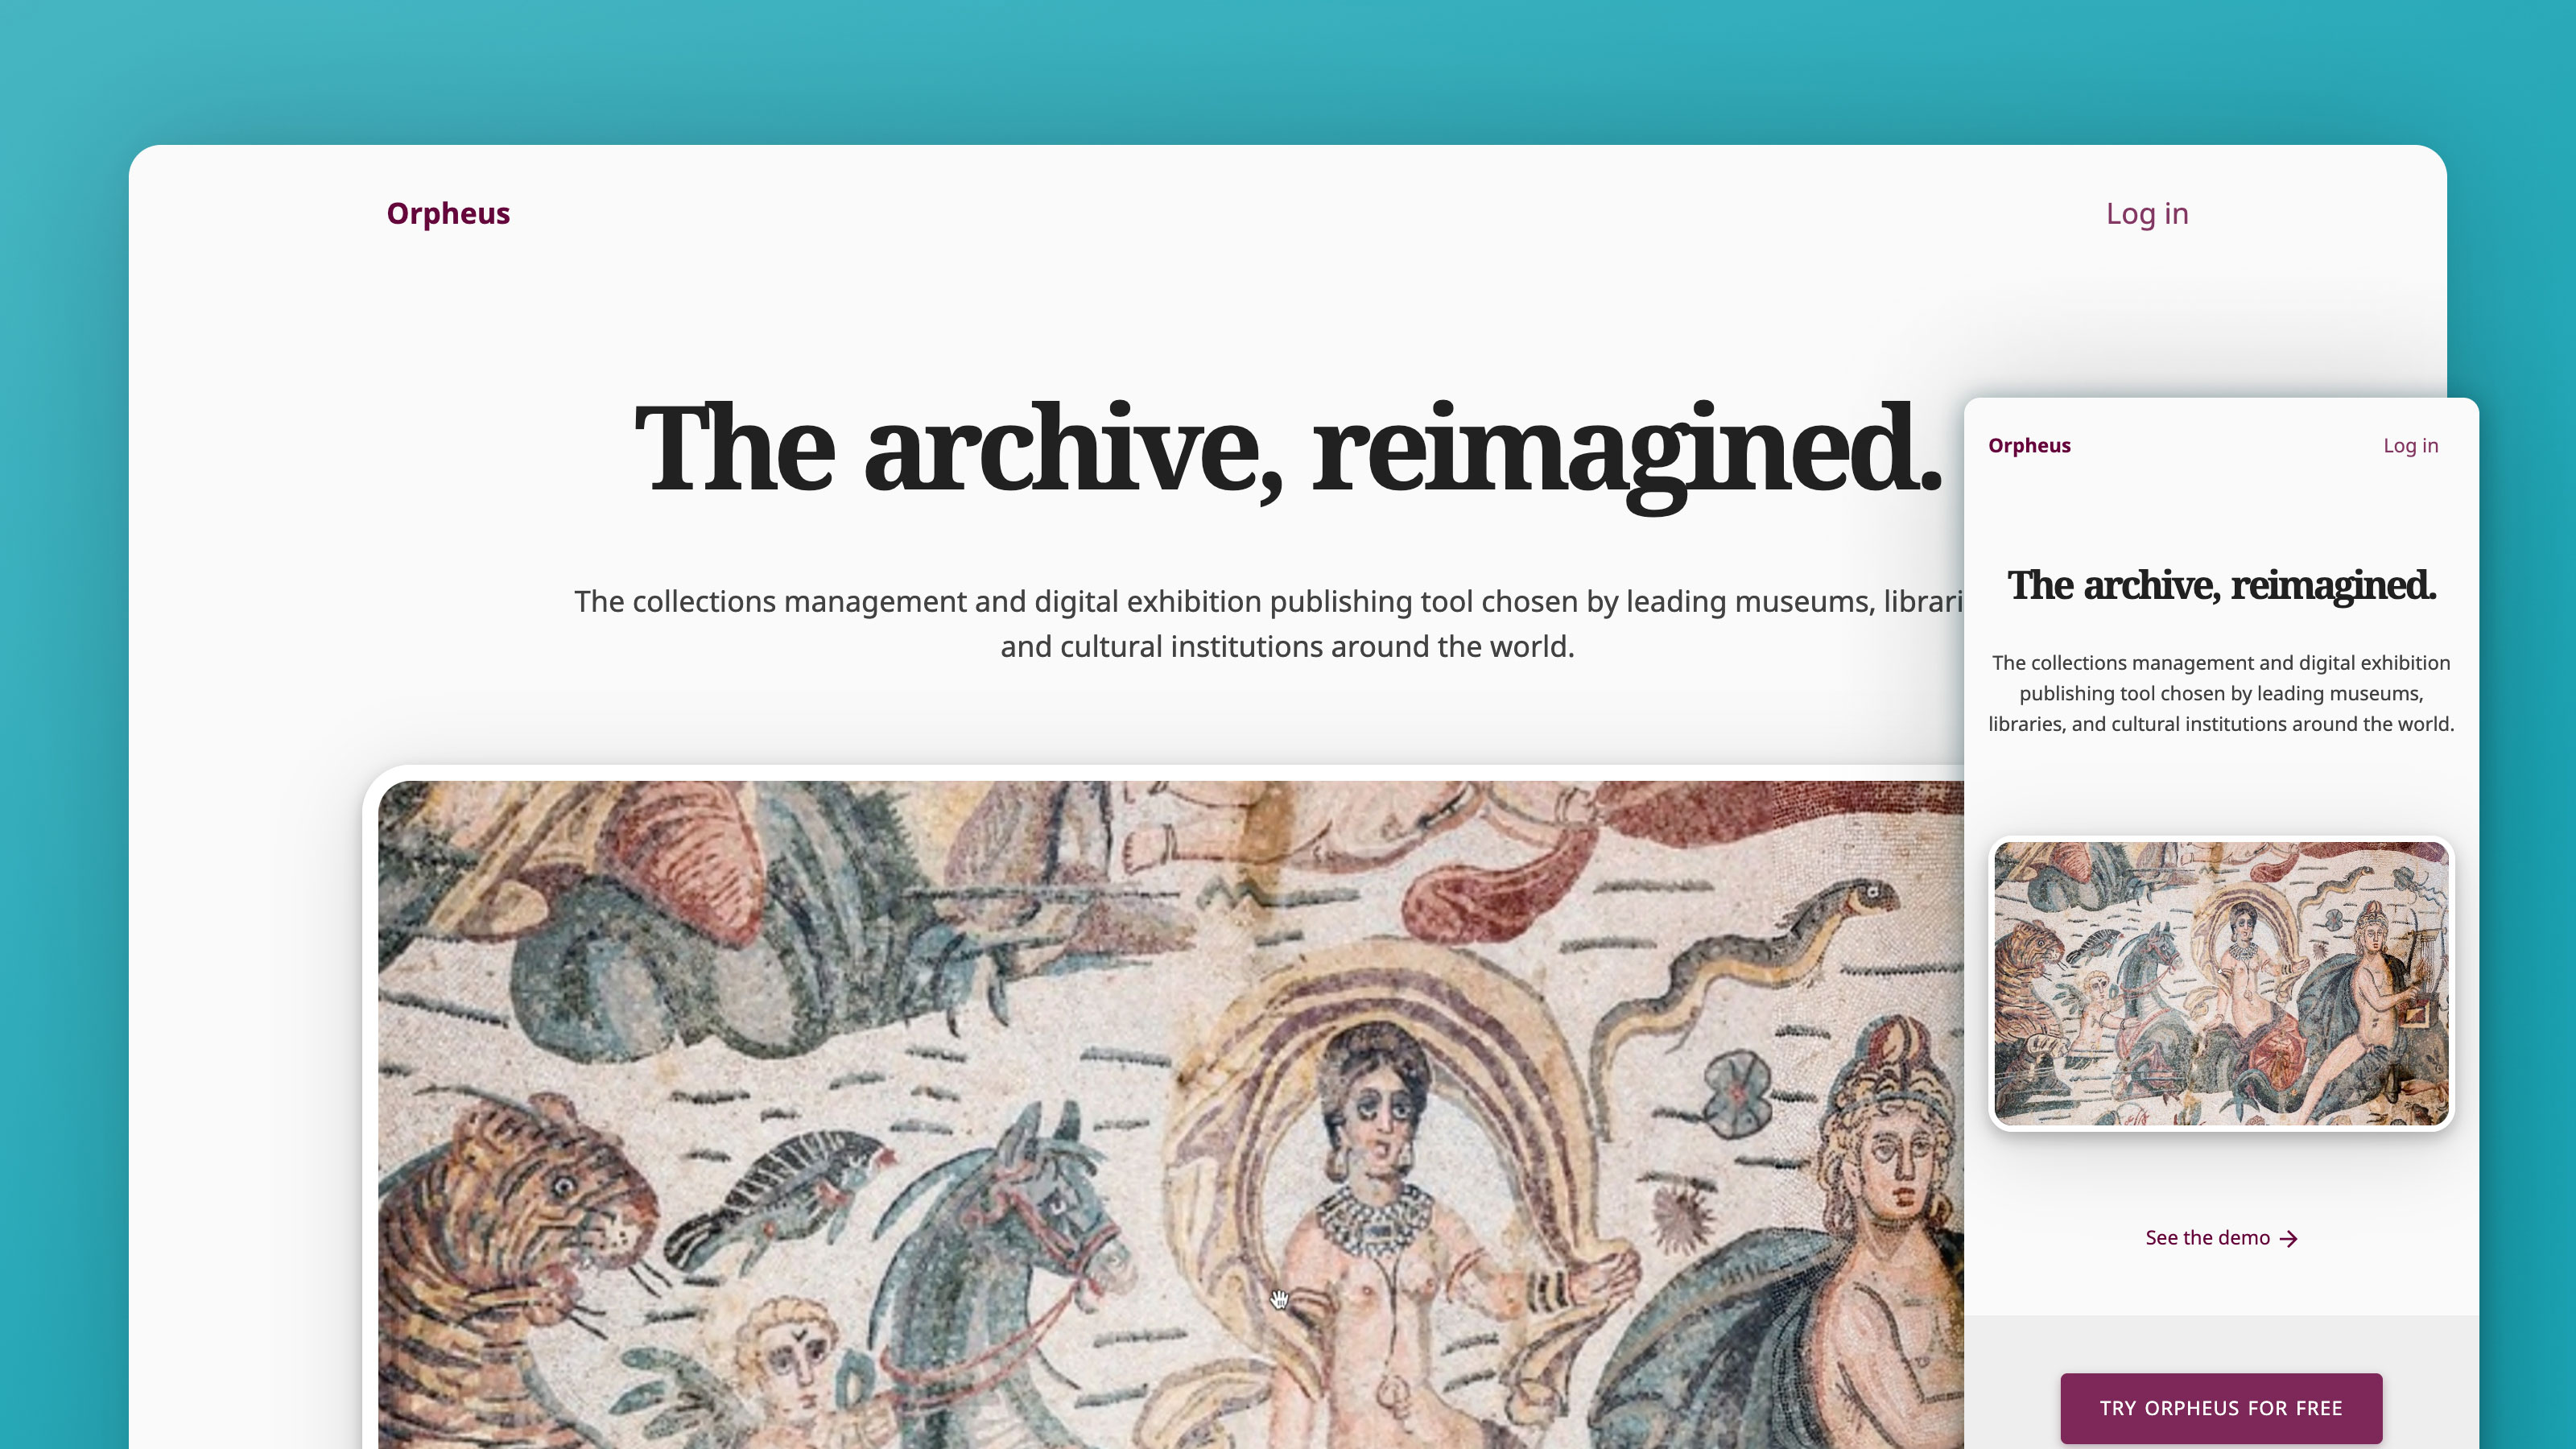 Orpheus
Log in
The archive, reimagined.
The collections management and digital exhibition publishing tool chosen by leading museums,
and cultural institutions around the world.
Orpheus
Log in
The archive, reimagined.
The collections management and digital exhibition
publishing tool chosen by leading museums,
libraries, and cultural institutions around the world.
See the demo →
TRY ORPHEUS FOR FREE